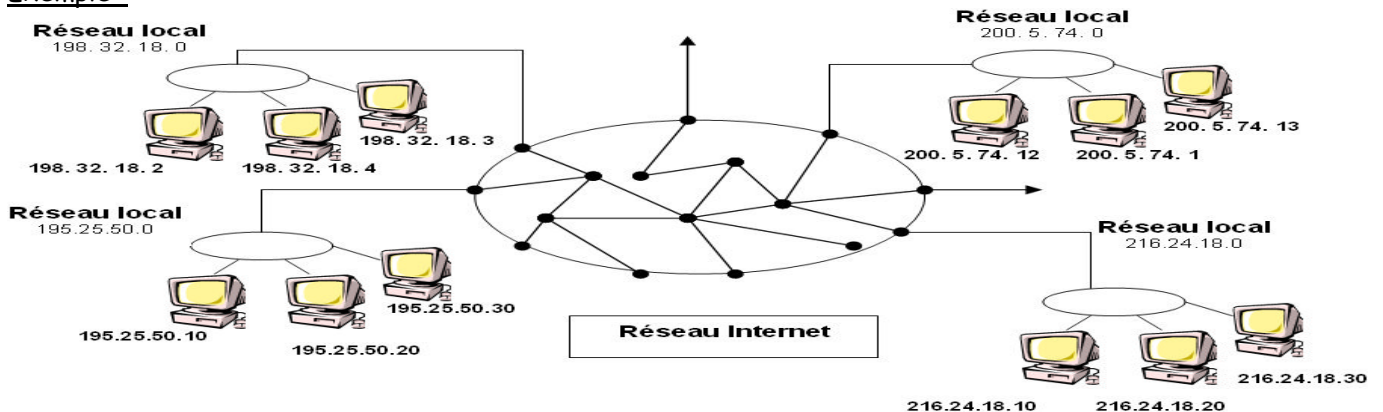 Exemple
Réseau local
198. 32. 18. 0
198. 32. 18. 3
198. 32. 18. 2
198. 32. 18. 4
Réseau local
200. 5. 74. 0
200. 5. 74. 13
200. 5. 74. 12
200. 5. 74. 1
Réseau local
195.25.50.0
195.25.50.30
195.25.50.10
195.25.50.20
Réseau local
216.24.18.0
216.24.18.30
216.24.18.10
216.24.18.20
Réseau Internet